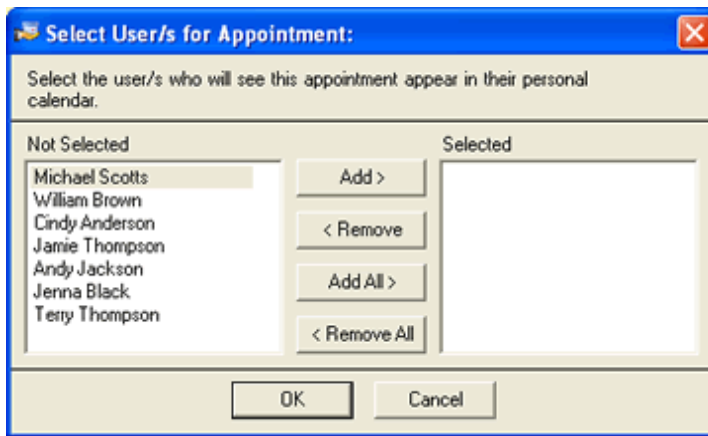 Select User/s for Appointment:
Select the user/s who will see this appointment appear in their personal
calendar.
Not Selected
Selected
Michael Scotts
William Brown
Cindy Anderson
Jamie Thompson
Andy Jackson
Jenna Black
Terry Thompson
Add >
< Remove
Add All >
< Remove All
OK
Cancel